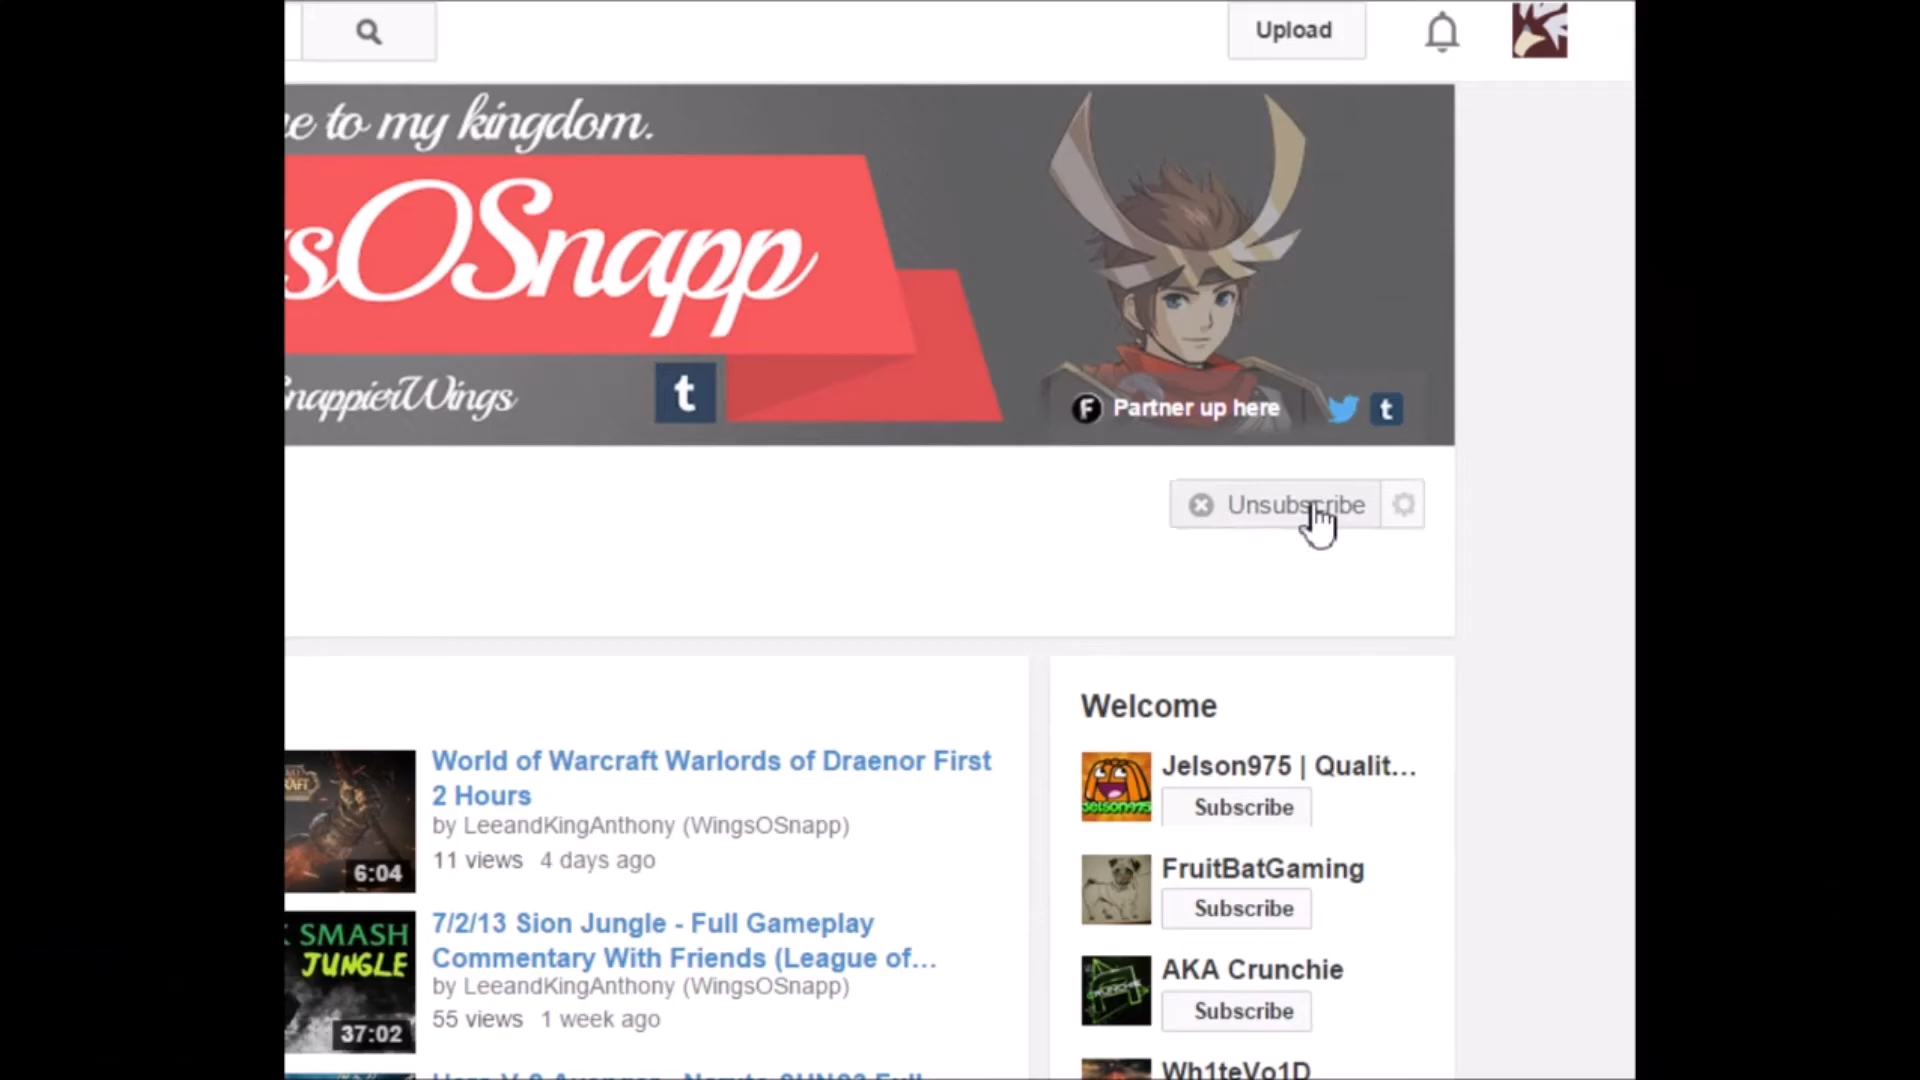 Upload
e to my kingdom.
sOSnapp
nappierWings
t
F Partner up here
t
Unsubscribe
Welcome
World of Warcraft Warlords of Draenor First
2 Hours
by LeeandKingAnthony (WingsOSnapp)
11 views 4 days ago
6:04
7/2/13 Sion Jungle - Full Gameplay
Commentary With Friends (League of...
by LeeandKingAnthony (WingsOSnapp)
55 views 1 week ago
SMASH
JUNGLE
37:02
Jelson975 | Qualit...
Subscribe
FruitBatGaming
Subscribe
AKA Crunchie
Subscribe
Wh1teVo1D